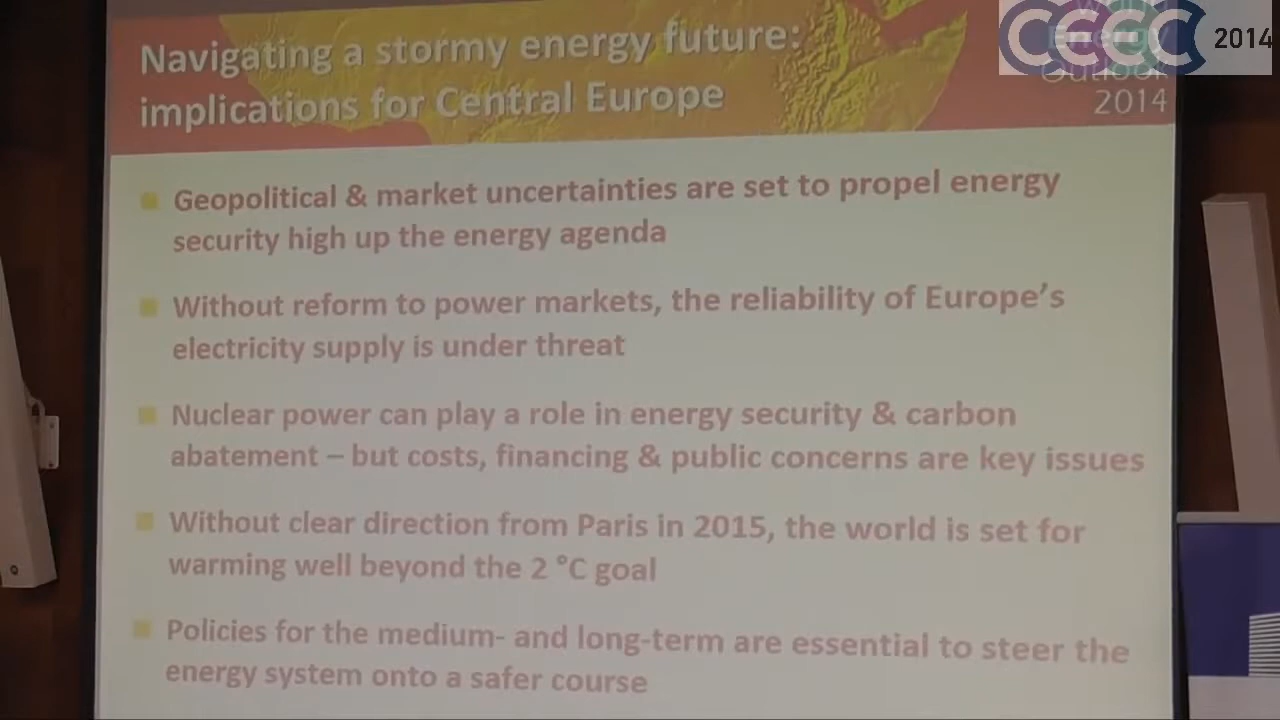 Navigating a stormy energy future:
implications for Central Europe
CEEC 2014
World
Energy
Outlook
2014
Geopolitical & market uncertainties are set to propel energy
security high up the energy agenda
Without reform to power markets, the reliability of Europe's
electricity supply is under threat
Nuclear power can play a role in energy security & carbon
abatement – but costs, financing & public concerns are key issues
Without clear direction from Paris in 2015, the world is set for
warming well beyond the 2 °C goal
Policies for the medium- and long-term are essential to steer the
energy system onto a safer course